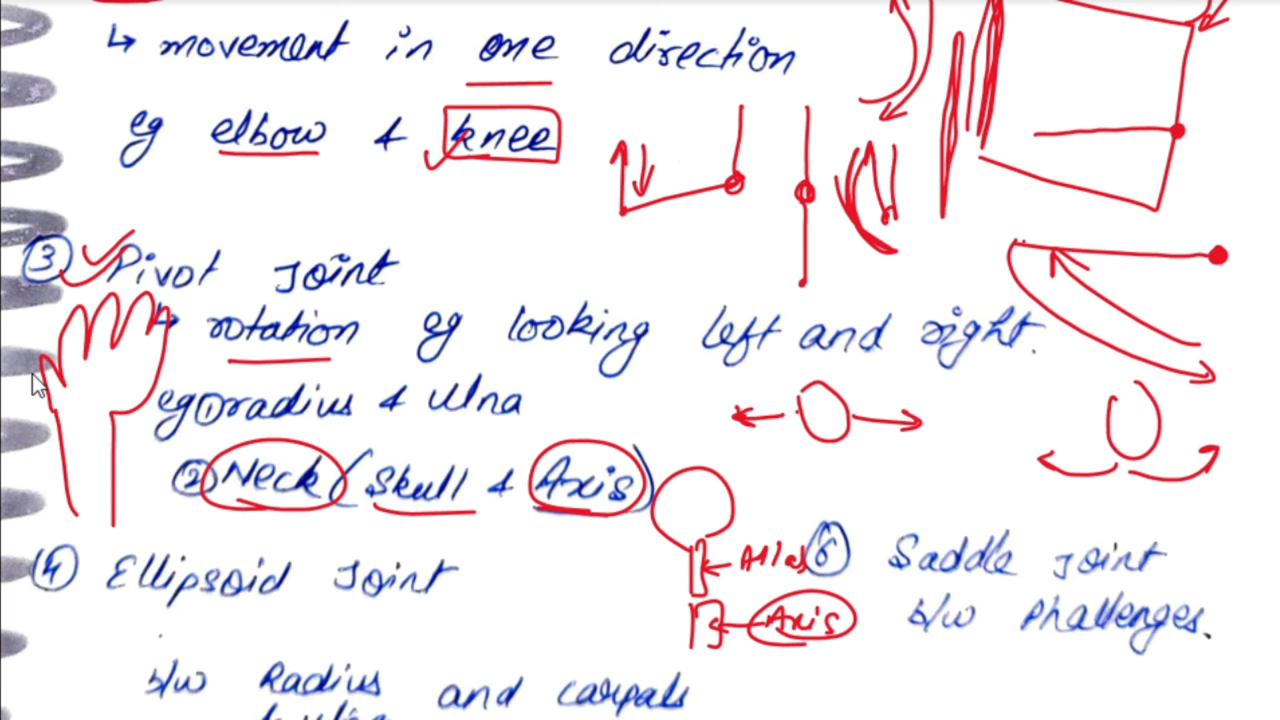 ↳ movement in one direction
eg elbow & knee
③ Pivot Joint
↳ rotation eg looking left and right.
eg ① radius & Ulna
② Neck (Skull & Axis)
Atlas
Axis
④ Ellipsoid Joint
b/w Radius and carpals
⑥ Saddle joint
b/w Phallenges.